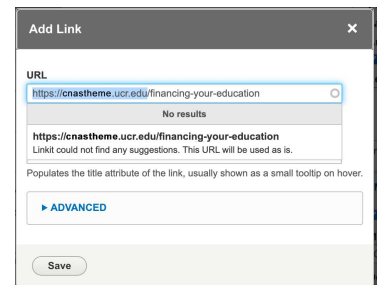 Add Link ×
URL
https://cnastheme.ucr.edu/financing-your-education
No results
https://cnastheme.ucr.edu/financing-your-education
Linkit could not find any suggestions. This URL will be used as is.
Populates the title attribute of the link, usually shown as a small tooltip on hover.
▸ ADVANCED
Save